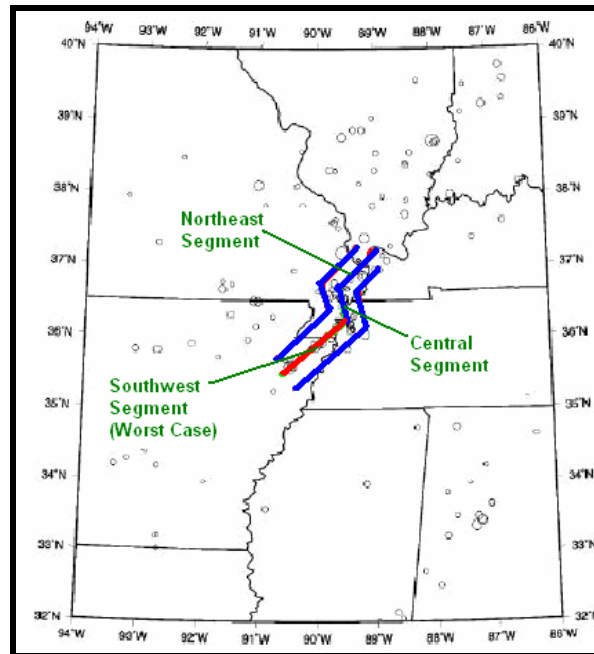 94°W 93°W 92°W 91°W 90°W 89°W 88°W 87°W 86°W
40°N 40°N
39°N 39°N
38°N 38°N
Northeast
Segment
37°N 37°N
36°N 36°N
Central
Segment
Southwest
Segment
(Worst Case)
35°N 35°N
34°N 34°N
33°N 33°N
32°N 32°N
94°W 93°W 92°W 91°W 90°W 89°W 88°W 87°W 86°W